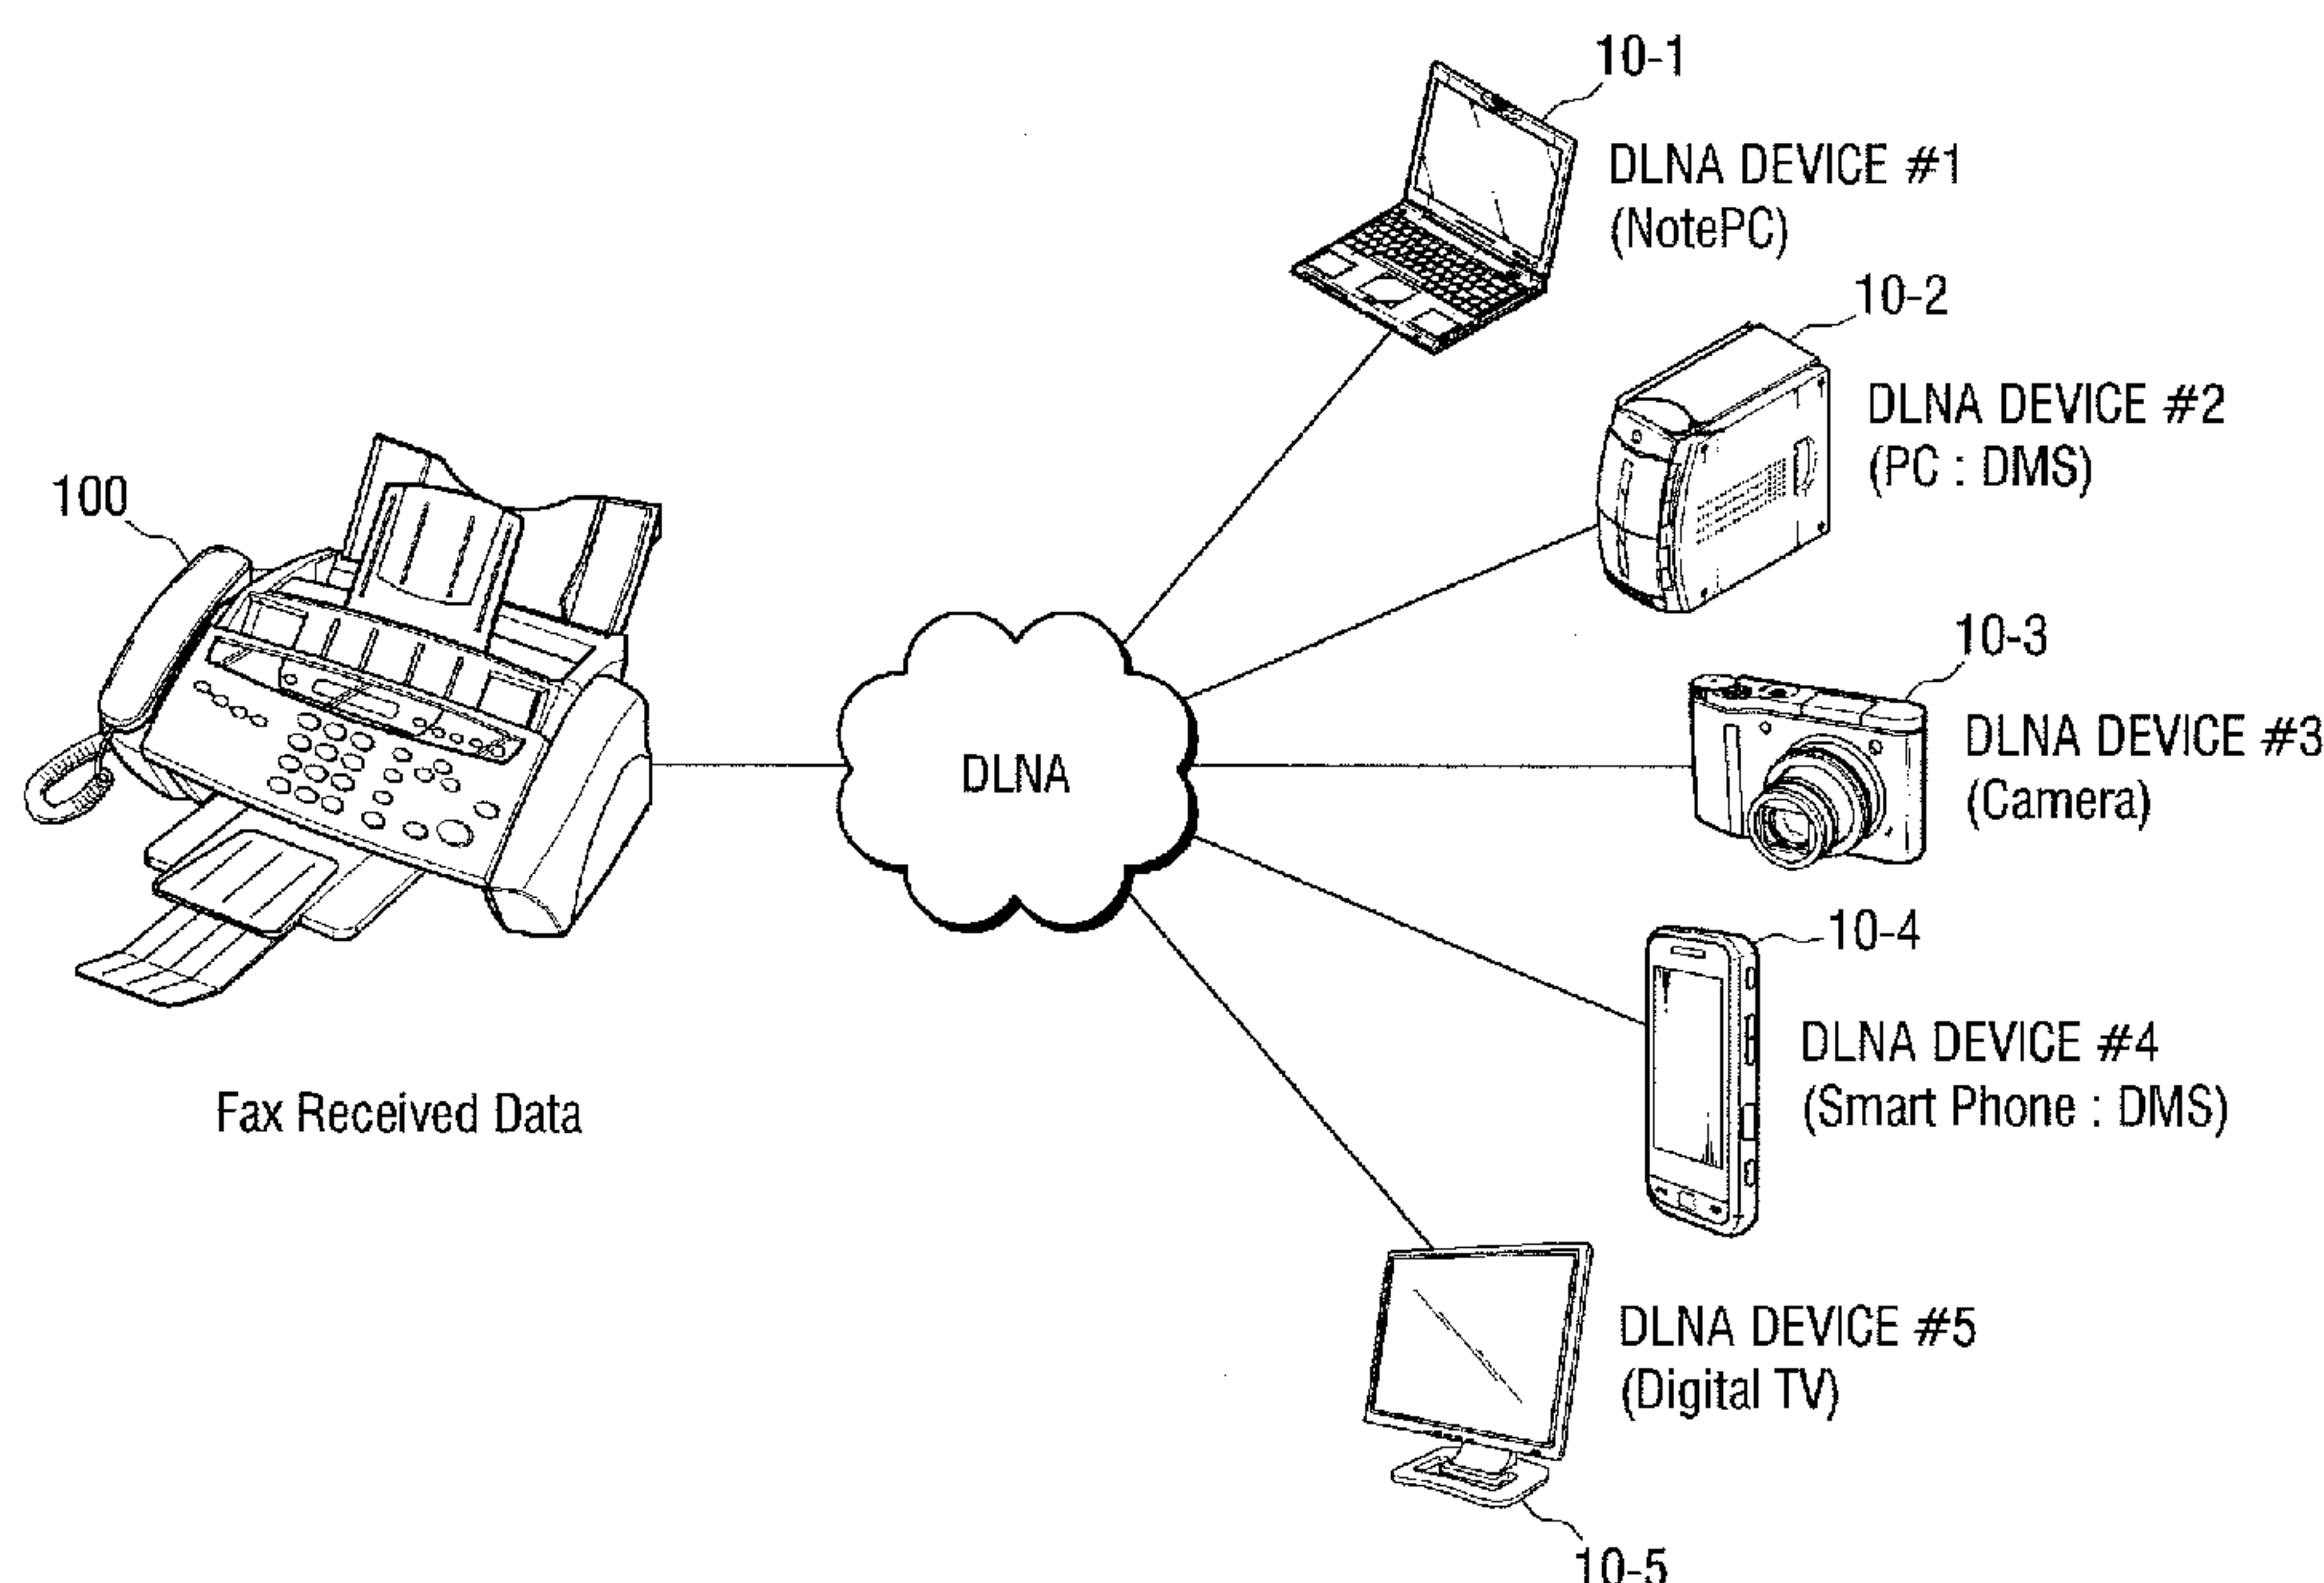 10-1
DLNA DEVICE #1
(NotePC)
10-2
DLNA DEVICE #2
(PC : DMS)
100
10-3
DLNA DEVICE #3
(Camera)
DLNA
10-4
DLNA DEVICE #4
(Smart Phone : DMS)
Fax Received Data
DLNA DEVICE #5
(Digital TV)
10-5